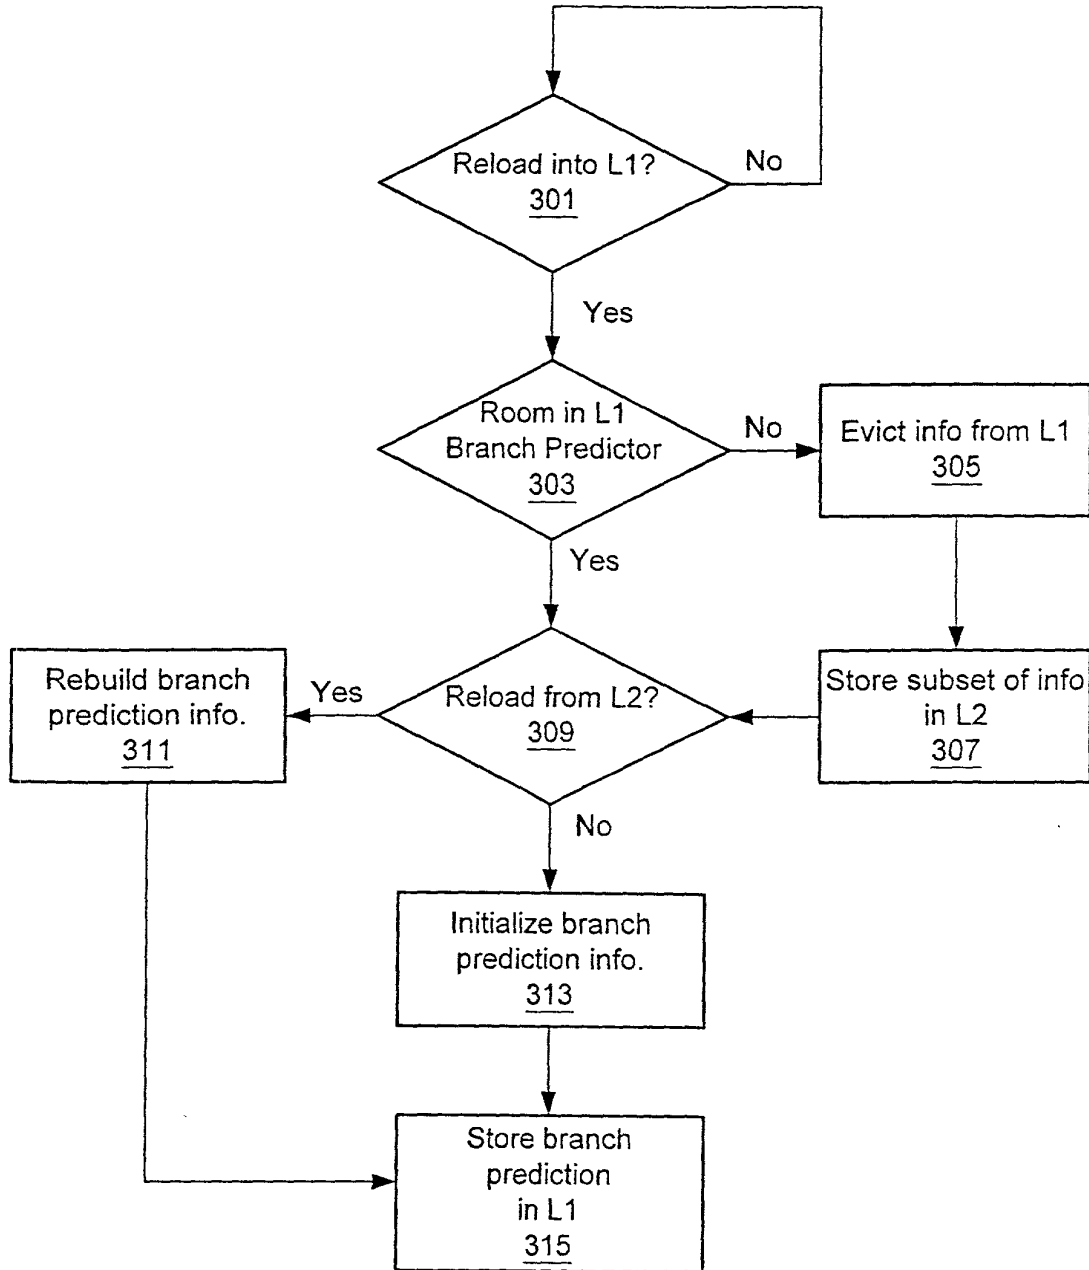 Reload into L1?
301
No
Yes
Room in L1
Branch Predictor
303
No
Evict info from L1
305
Yes
Rebuild branch
prediction info.
311
Yes
Reload from L2?
309
Store subset of info
in L2
307
No
Initialize branch
prediction info.
313
Store branch
prediction
in L1
315